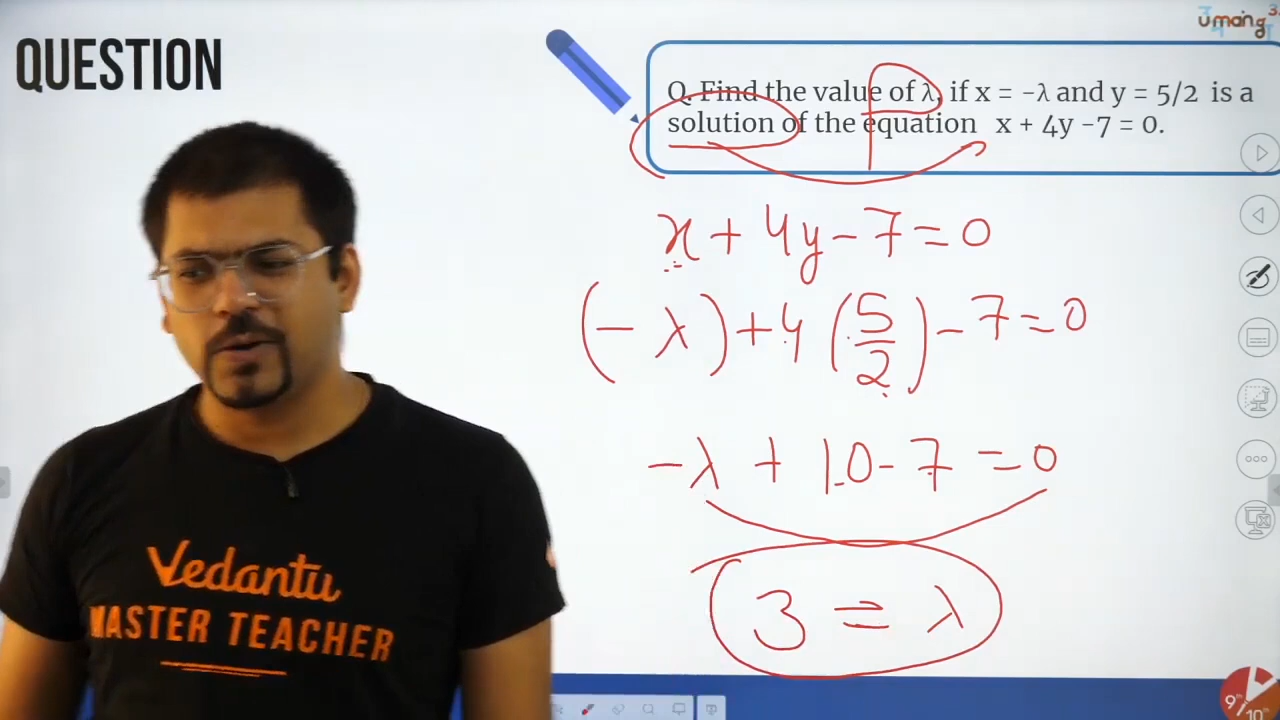 umang
QUESTION
Q. Find the value of λ, if x = -λ and y = 5/2 is a
solution of the equation x + 4y -7 = 0.
x + 4y - 7 = 0
(- λ) + 4 (5/2) - 7 = 0
-λ + 10 - 7 = 0
3 = λ
Vedantu
MASTER TEACHER